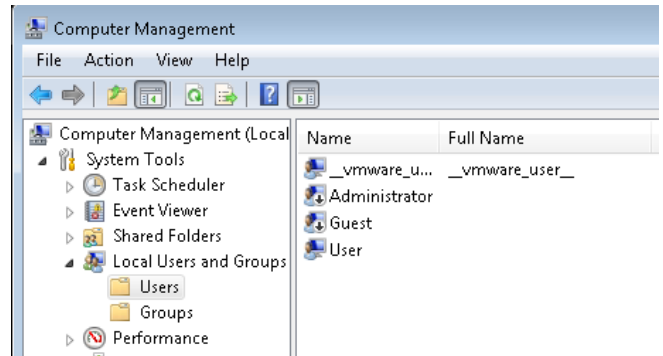 Computer Management
File Action View Help
Computer Management (Local
System Tools
Task Scheduler
Event Viewer
Shared Folders
Local Users and Groups
Users
Groups
Performance
Name Full Name
__vmware_u... __vmware_user__
Administrator
Guest
User